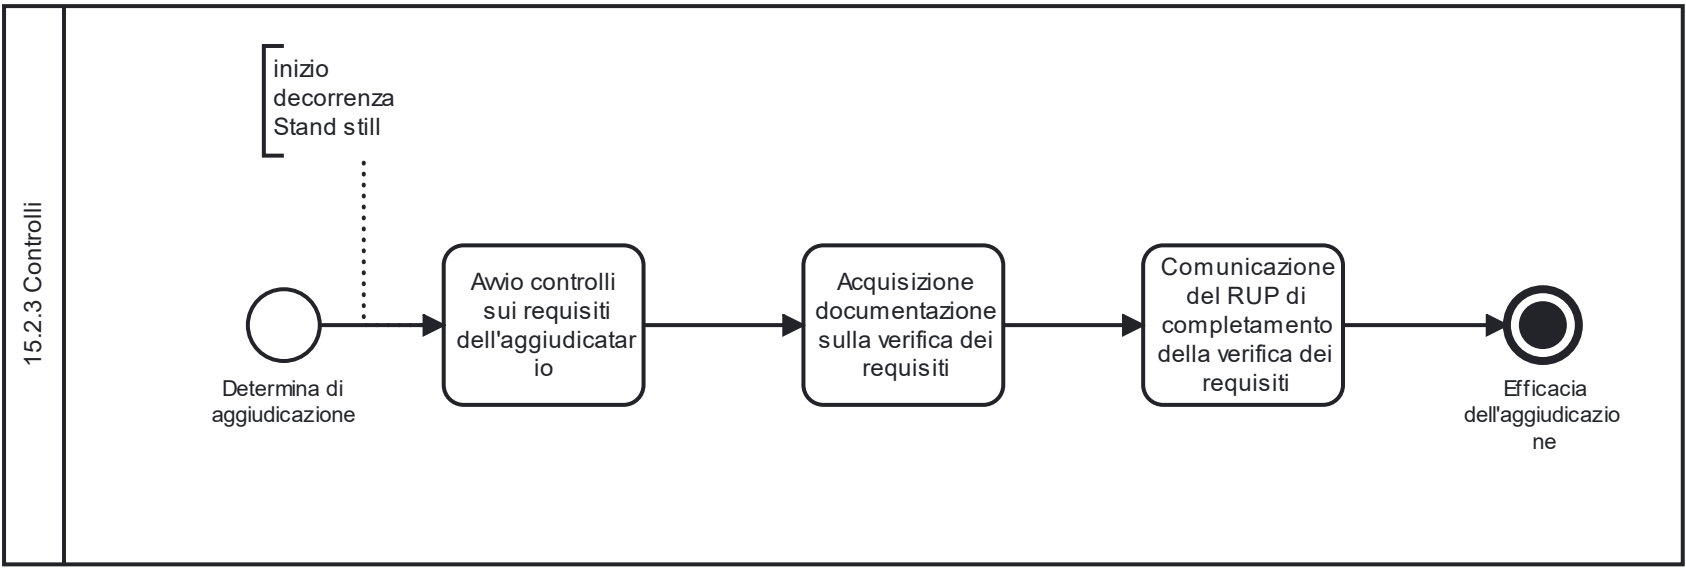 15.2.3 Controlli
inizio
decorrenza
Stand still
Determina di
aggiudicazione
Avvio controlli
sui requisiti
dell'aggiudicatar
io
Acquisizione
documentazione
sulla verifica dei
requisiti
Comunicazione
del RUP di
completamento
della verifica dei
requisiti
Efficacia
dell'aggiudicazio
ne